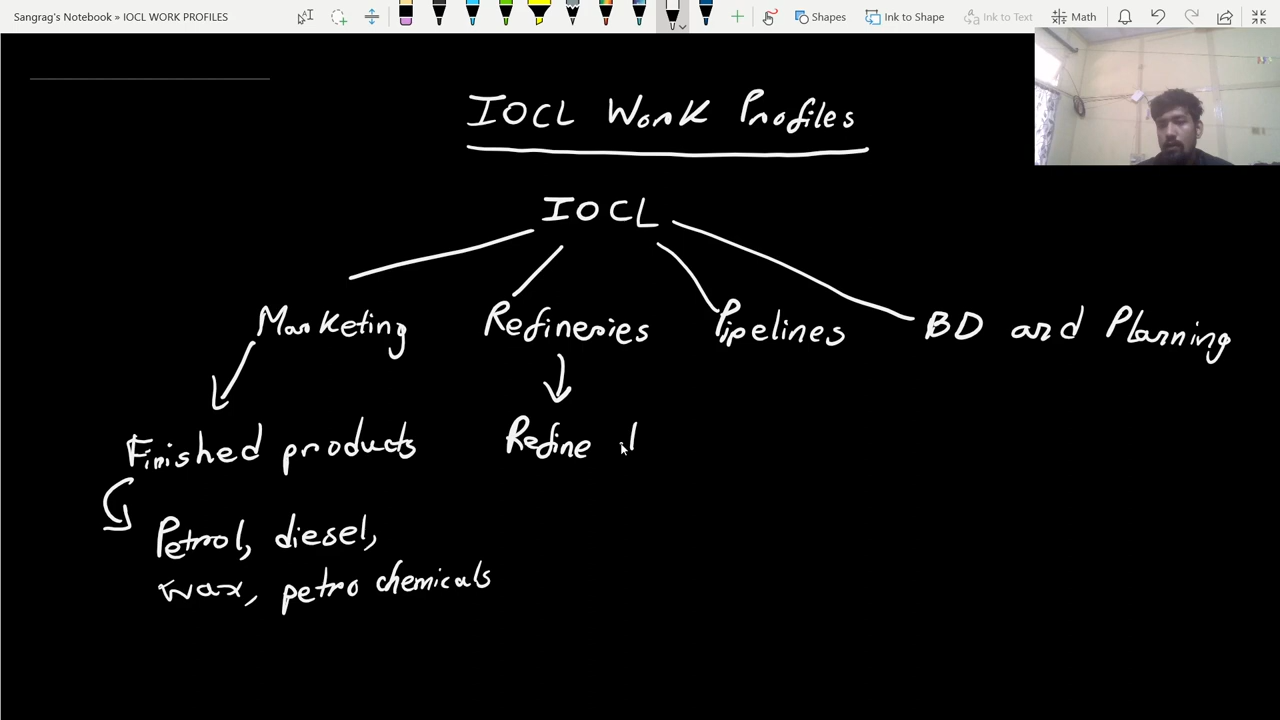 Sangrag's Notebook » IOCL WORK PROFILES
Shapes Ink to Shape Ink to Text Math
IOCL Work Profiles
IOCL
Marketing Refineries Pipelines BD and Planning
Finished products Refine
Petrol, diesel,
wax, petro chemicals